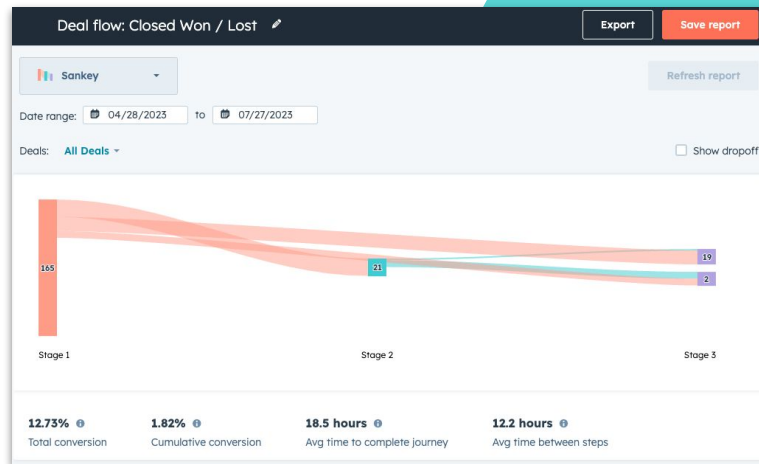 Deal flow: Closed Won / Lost
Export
Save report
Sankey
Refresh report
Date range: 04/28/2023 to 07/27/2023
Deals: All Deals
Show dropoff
165
21
19
2
Stage 1
Stage 2
Stage 3
12.73%
1.82%
18.5 hours
12.2 hours
Total conversion
Cumulative conversion
Avg time to complete journey
Avg time between steps